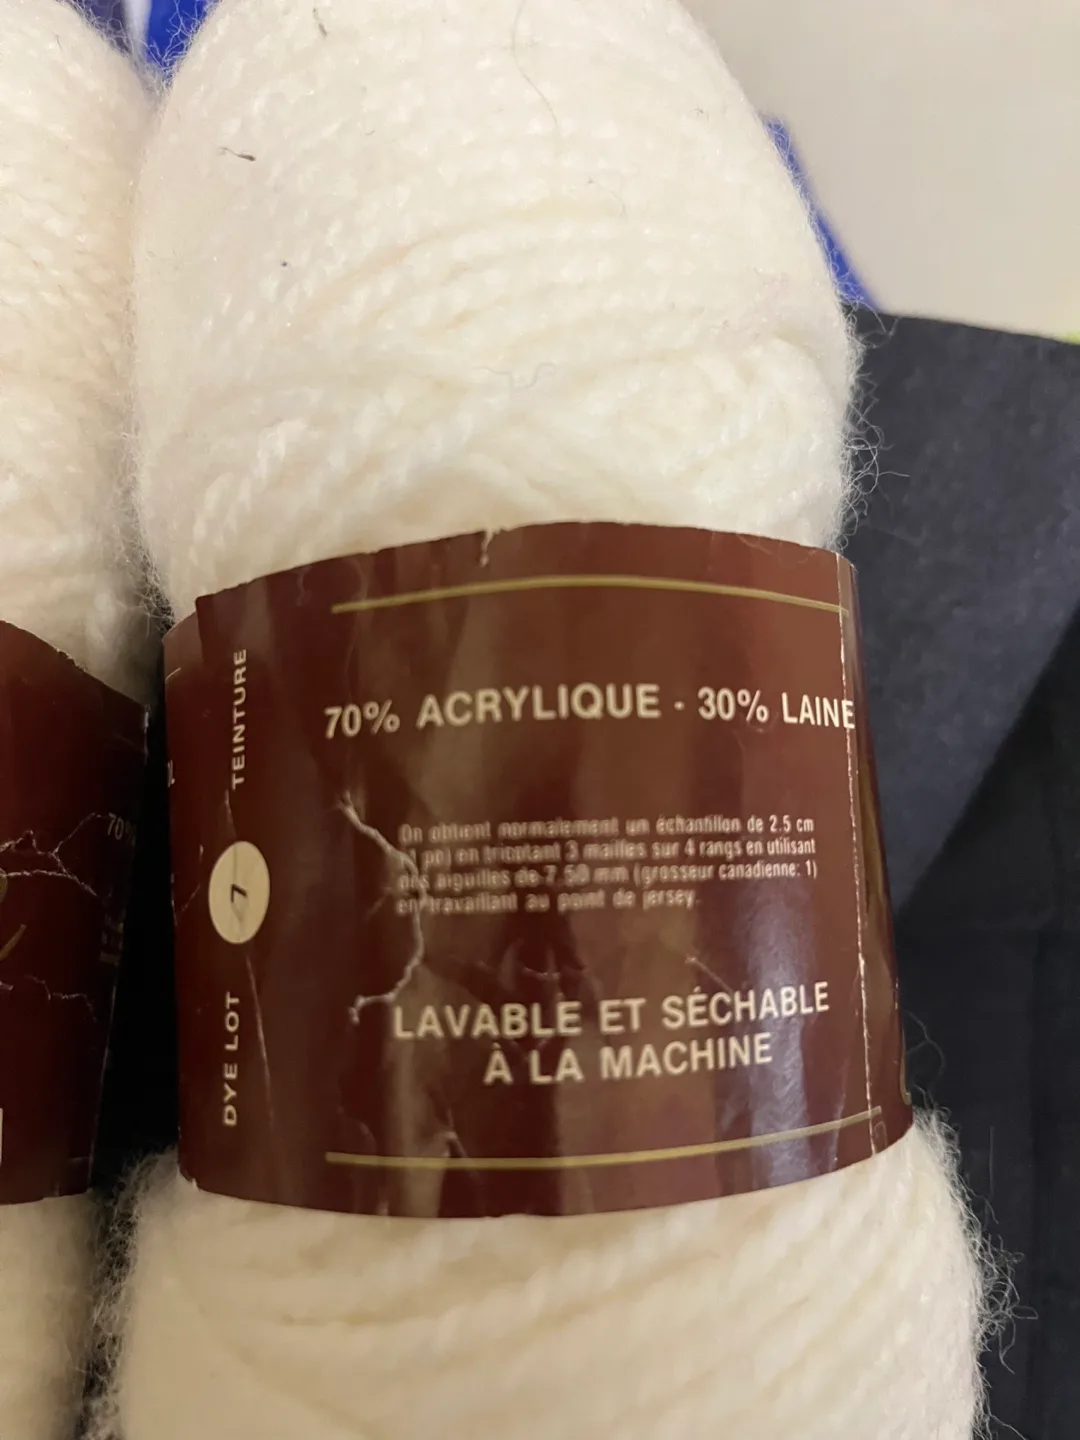 TEINTURE
7
DYE LOT
70% ACRYLIQUE · 30% LAINE
On obtient normalement un échantillon de 2.5 cm
po) en tricotant 3 mailles sur 4 rangs en utilisant
des aiguilles de 7.50 mm (grosseur canadienne: 1)
en travaillant au point de jersey.
LAVABLE ET SÉCHABLE
À LA MACHINE
70%